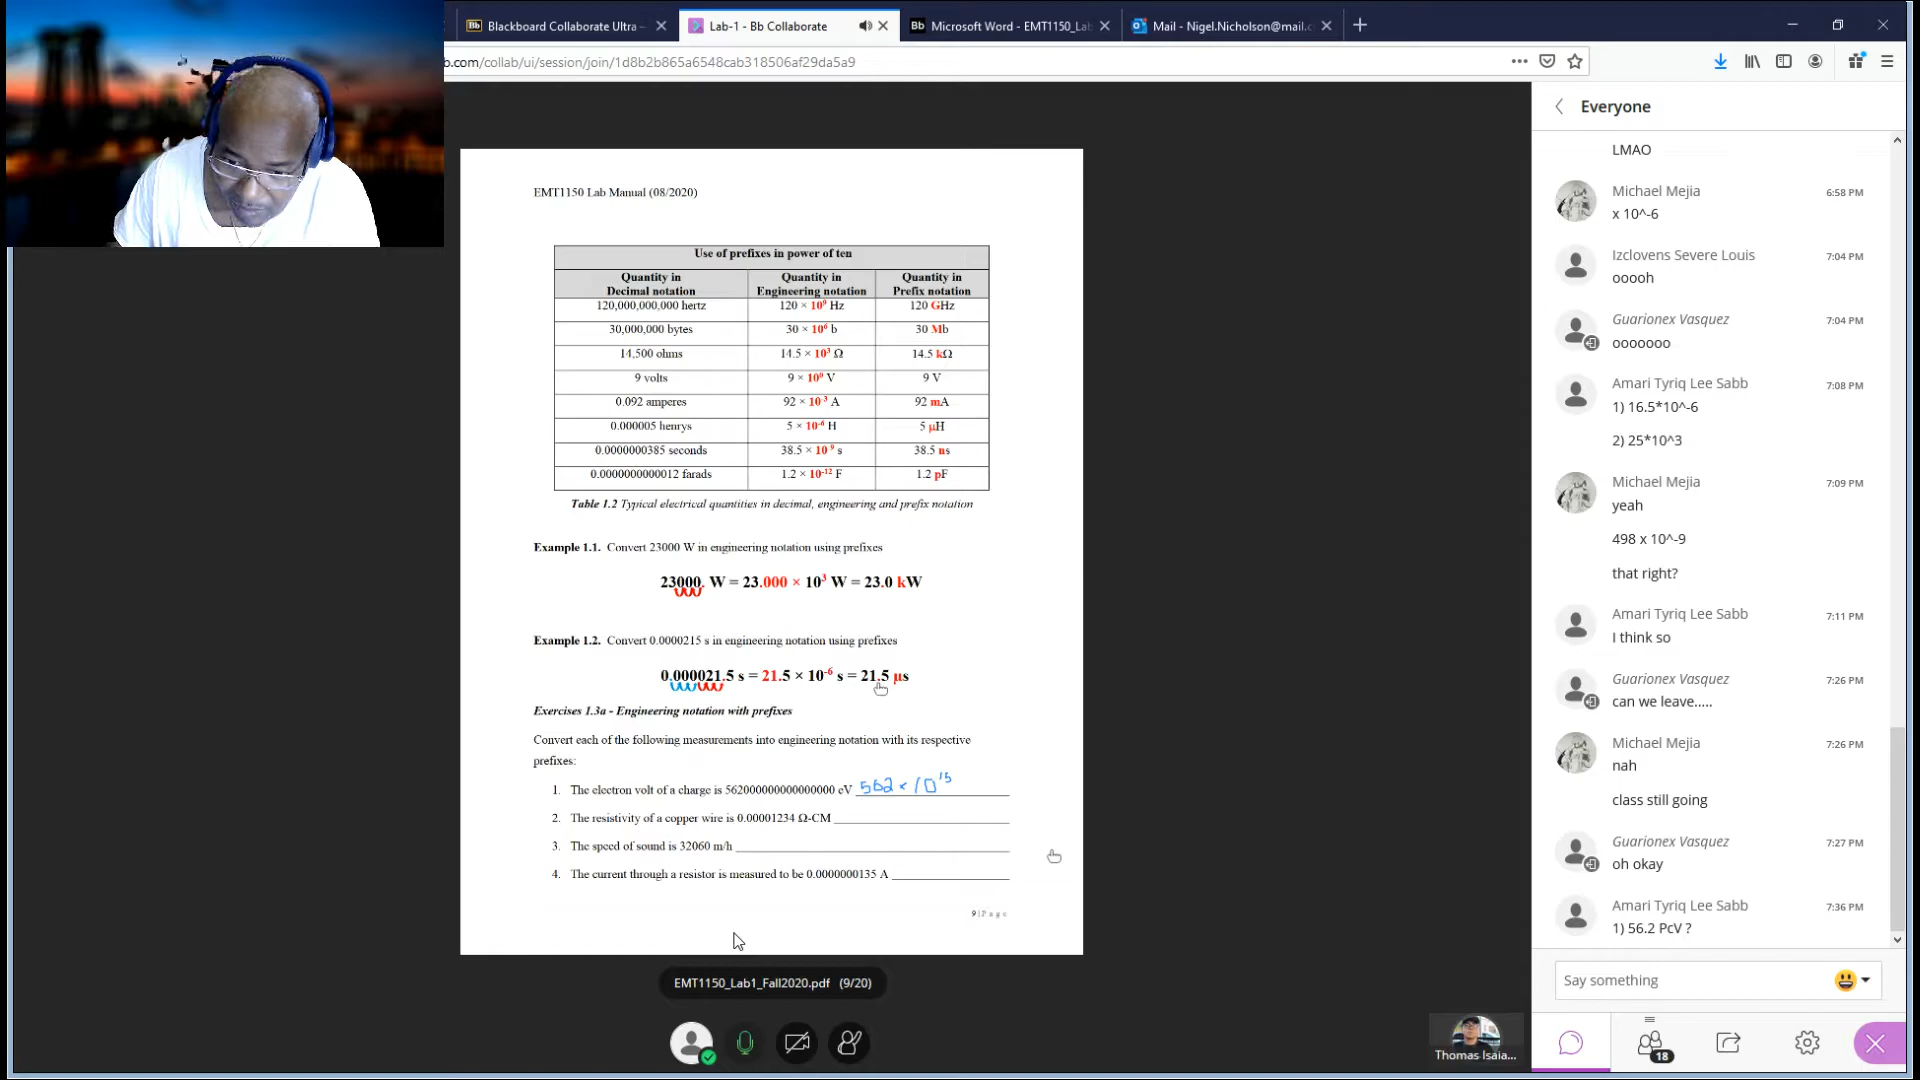 Blackboard Collaborate Ultra –
Lab-1 - Bb Collaborate
Microsoft Word - EMT1150_Lab
Mail - Nigel.Nicholson@mail.c
b.com/collab/ui/session/join/1d8b2b865a6548cab318506af29da5a9
EMT1150 Lab Manual (08/2020)
Use of prefixes in power of ten
Quantity in Decimal notation | Quantity in Engineering notation | Quantity in Prefix notation
120,000,000,000 hertz | 120 × 10⁹ Hz | 120 GHz
30,000,000 bytes | 30 × 10⁶ b | 30 Mb
14,500 ohms | 14.5 × 10³ Ω | 14.5 kΩ
9 volts | 9 × 10⁰ V | 9 V
0.092 amperes | 92 × 10⁻³ A | 92 mA
0.000005 henrys | 5 × 10⁻⁶ H | 5 µH
0.0000000385 seconds | 38.5 × 10⁻⁹ s | 38.5 ns
0.0000000000012 farads | 1.2 × 10⁻¹² F | 1.2 pF
Table 1.2 Typical electrical quantities in decimal, engineering and prefix notation
Example 1.1. Convert 23000 W in engineering notation using prefixes
23000. W = 23.000 × 10³ W = 23.0 kW
Example 1.2. Convert 0.0000215 s in engineering notation using prefixes
0.000021.5 s = 21.5 × 10⁻⁶ s = 21.5 µs
Exercises 1.3a - Engineering notation with prefixes
Convert each of the following measurements into engineering notation with its respective
prefixes:
1. The electron volt of a charge is 562000000000000000 eV 562 × 10¹⁵
2. The resistivity of a copper wire is 0.00001234 Ω-CM
3. The speed of sound is 32060 m/h
4. The current through a resistor is measured to be 0.0000000135 A
9 | Page
EMT1150_Lab1_Fall2020.pdf (9/20)
Thomas Isaia...
Everyone
LMAO
Michael Mejia 6:58 PM
x 10^-6
Izclovens Severe Louis 7:04 PM
ooooh
Guarionex Vasquez 7:04 PM
ooooooo
Amari Tyriq Lee Sabb 7:08 PM
1) 16.5*10^-6
2) 25*10^3
Michael Mejia 7:09 PM
yeah
498 x 10^-9
that right?
Amari Tyriq Lee Sabb 7:11 PM
I think so
Guarionex Vasquez 7:26 PM
can we leave.....
Michael Mejia 7:26 PM
nah
class still going
Guarionex Vasquez 7:27 PM
oh okay
Amari Tyriq Lee Sabb 7:36 PM
1) 56.2 PcV ?
Say something
18